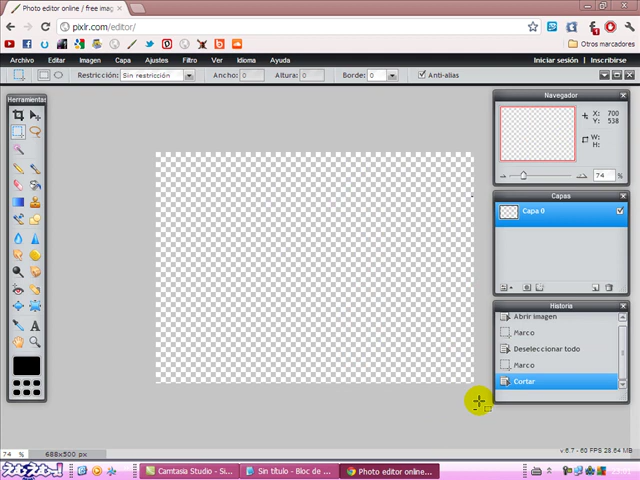 Photo editor online / free imag
pixlr.com/editor/
Otros marcadores
Archivo Editar Imagen Capa Ajustes Filtro Ver Idioma Ayuda Iniciar sesión Inscribirse
Restricción: Sin restricción Ancho: 0 Altura: 0 Borde: 0 Anti-alias
Herramientas
Navegador
X: 700
Y: 538
W:
H:
74 %
Capas
Capa 0
Historia
Abrir imagen
Marco
Deseleccionar todo
Marco
Cortar
74 % 688x500 px v 6.7 - 60 FPS 28.64 MB
Camtasia Studio - Si... Sin título - Bloc de ... Photo editor online...